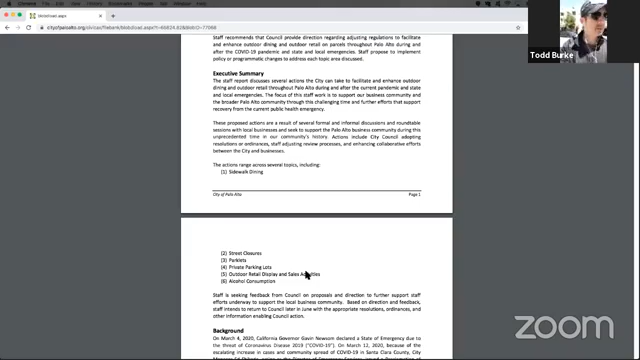 blobdload.aspx
cityofpaloalto.org/civicax/filebank/blobdload.aspx?t=46824.62&BlobID=77068
Staff recommends that Council provide direction regarding adjusting regulations to facilitate
and enhance outdoor dining and outdoor retail on parcels throughout Palo Alto during and
after the COVID-19 pandemic and state and local emergencies. Staff propose to implement
policy or programmatic changes to address each topic area discussed.
Executive Summary
The staff report discusses several actions the City can take to facilitate and enhance outdoor
dining and outdoor retail throughout Palo Alto during and after the current pandemic and state
and local emergencies. The focus of this staff work is to support our business community and
the broader Palo Alto community through this challenging time and further efforts that support
recovery from the current public health emergency.
These proposed actions are a result of several formal and informal discussions and roundtable
sessions with local businesses and seek to support the Palo Alto business community during this
unprecedented time in our community's history. Actions include City Council adopting
resolutions or ordinances, staff adjusting review processes, and enhancing collaborative efforts
between the City and businesses.
The actions range across several topics, including:
(1) Sidewalk Dining
City of Palo Alto Page 1
(2) Street Closures
(3) Parklets
(4) Private Parking Lots
(5) Outdoor Retail Display and Sales Activities
(6) Alcohol Consumption
Staff is seeking feedback from Council on proposals and direction to further support staff
efforts underway to support the local business community. Based on direction and feedback,
staff intends to return to Council later in June with the appropriate resolutions, ordinances, and
other information enabling Council action.
Background
On March 4, 2020, California Governor Gavin Newsom declared a State of Emergency due to
the threat of Coronavirus Disease 2019 ("COVID-19"). On March 12, 2020, because of the
escalating increase in cases and community spread of COVID-19 in Santa Clara County, City
Todd Burke
zoom